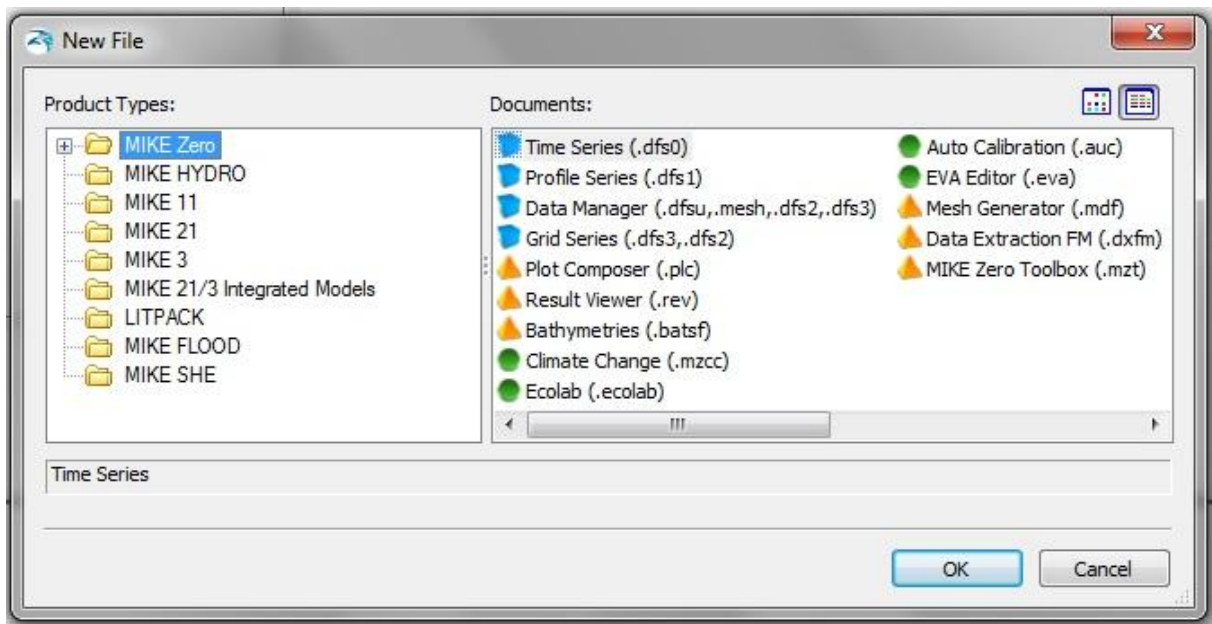 New File
Product Types:
MIKE Zero
MIKE HYDRO
MIKE 11
MIKE 21
MIKE 3
MIKE 21/3 Integrated Models
LITPACK
MIKE FLOOD
MIKE SHE
Documents:
Time Series (.dfs0)
Profile Series (.dfs1)
Data Manager (.dfsu,.mesh,.dfs2,.dfs3)
Grid Series (.dfs3,.dfs2)
Plot Composer (.plc)
Result Viewer (.rev)
Bathymetries (.batsf)
Climate Change (.mzcc)
Ecolab (.ecolab)
Auto Calibration (.auc)
EVA Editor (.eva)
Mesh Generator (.mdf)
Data Extraction FM (.dxfm)
MIKE Zero Toolbox (.mzt)
Time Series
OK
Cancel